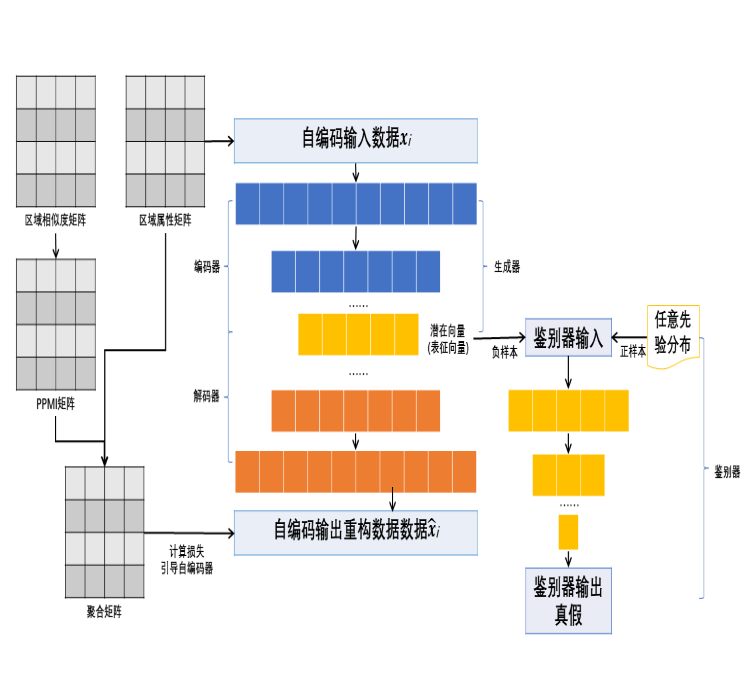 自编码输入数据xᵢ
区域相似度矩阵
区域属性矩阵
编码器
生成器
......
潜在向量
(表征向量)
负样本
鉴别器输入
正样本
任意先
验分布
PPMI矩阵
......
解码器
鉴别器
......
自编码输出重构数据数据x̂ᵢ
计算损失
引导自编码器
鉴别器输出
真假
聚合矩阵